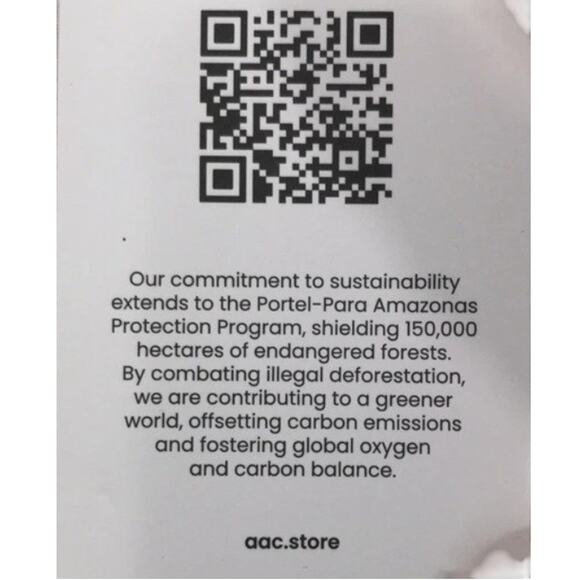 Our commitment to sustainability
extends to the Portel-Para Amazonas
Protection Program, shielding 150,000
hectares of endangered forests.
By combating illegal deforestation,
we are contributing to a greener
world, offsetting carbon emissions
and fostering global oxygen
and carbon balance.
aac.store